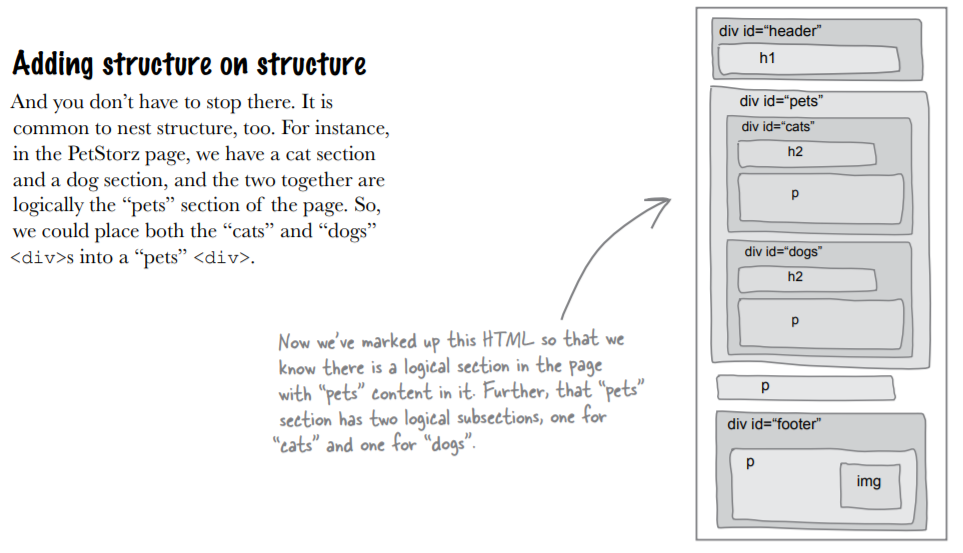 Adding structure on structure
And you don’t have to stop there. It is
common to nest structure, too. For instance,
in the PetStorz page, we have a cat section
and a dog section, and the two together are
logically the “pets” section of the page. So,
we could place both the “cats” and “dogs”
<div>s into a “pets” <div>.
Now we’ve marked up this HTML so that we
know there is a logical section in the page
with “pets” content in it. Further, that “pets”
section has two logical subsections, one for
“cats” and one for “dogs”.
div id=“header”
h1
div id=“pets”
div id=“cats”
h2
p
div id=“dogs”
h2
p
p
div id=“footer”
p
img